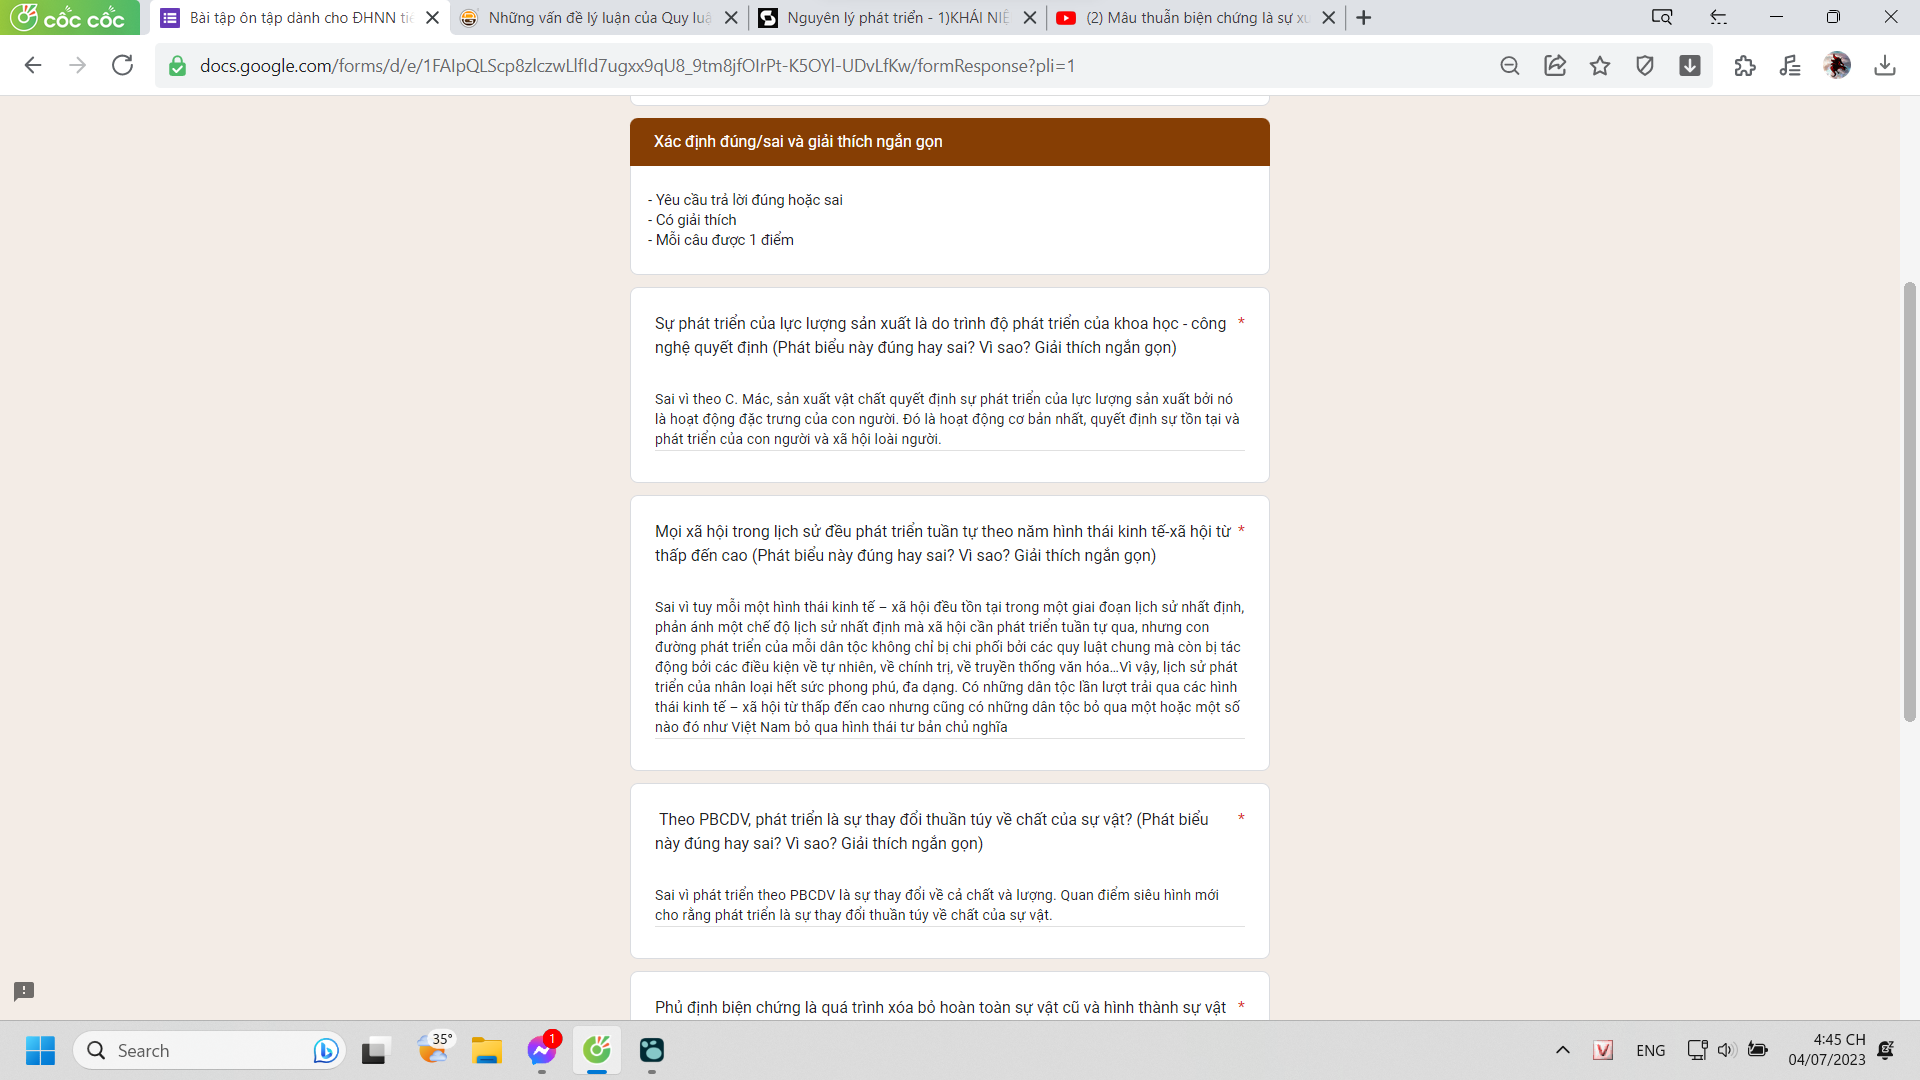 cốc cốc
Bài tập ôn tập dành cho ĐHNN tiế
Những vấn đề lý luận của Quy luậ
Nguyên lý phát triển - 1)KHÁI NIỆ
(2) Mâu thuẫn biện chứng là sự xu
docs.google.com/forms/d/e/1FAIpQLScp8zlczwLlfId7ugxx9qU8_9tm8jfOIrPt-K5OYl-UDvLfKw/formResponse?pli=1
Xác định đúng/sai và giải thích ngắn gọn
- Yêu cầu trả lời đúng hoặc sai
- Có giải thích
- Mỗi câu được 1 điểm
Sự phát triển của lực lượng sản xuất là do trình độ phát triển của khoa học - công *
nghệ quyết định (Phát biểu này đúng hay sai? Vì sao? Giải thích ngắn gọn)
Sai vì theo C. Mác, sản xuất vật chất quyết định sự phát triển của lực lượng sản xuất bởi nó
là hoạt động đặc trưng của con người. Đó là hoạt động cơ bản nhất, quyết định sự tồn tại và
phát triển của con người và xã hội loài người.
Mọi xã hội trong lịch sử đều phát triển tuần tự theo năm hình thái kinh tế-xã hội từ *
thấp đến cao (Phát biểu này đúng hay sai? Vì sao? Giải thích ngắn gọn)
Sai vì tuy mỗi một hình thái kinh tế – xã hội đều tồn tại trong một giai đoạn lịch sử nhất định,
phản ánh một chế độ lịch sử nhất định mà xã hội cần phát triển tuần tự qua, nhưng con
đường phát triển của mỗi dân tộc không chỉ bị chi phối bởi các quy luật chung mà còn bị tác
động bởi các điều kiện về tự nhiên, về chính trị, về truyền thống văn hóa…Vì vậy, lịch sử phát
triển của nhân loại hết sức phong phú, đa dạng. Có những dân tộc lần lượt trải qua các hình
thái kinh tế – xã hội từ thấp đến cao nhưng cũng có những dân tộc bỏ qua một hoặc một số
nào đó như Việt Nam bỏ qua hình thái tư bản chủ nghĩa
Theo PBCDV, phát triển là sự thay đổi thuần túy về chất của sự vật? (Phát biểu *
này đúng hay sai? Vì sao? Giải thích ngắn gọn)
Sai vì phát triển theo PBCDV là sự thay đổi về cả chất và lượng. Quan điểm siêu hình mới
cho rằng phát triển là sự thay đổi thuần túy về chất của sự vật.
Phủ định biện chứng là quá trình xóa bỏ hoàn toàn sự vật cũ và hình thành sự vật *
Search
35°
1
V
ENG
4:45 CH
04/07/2023